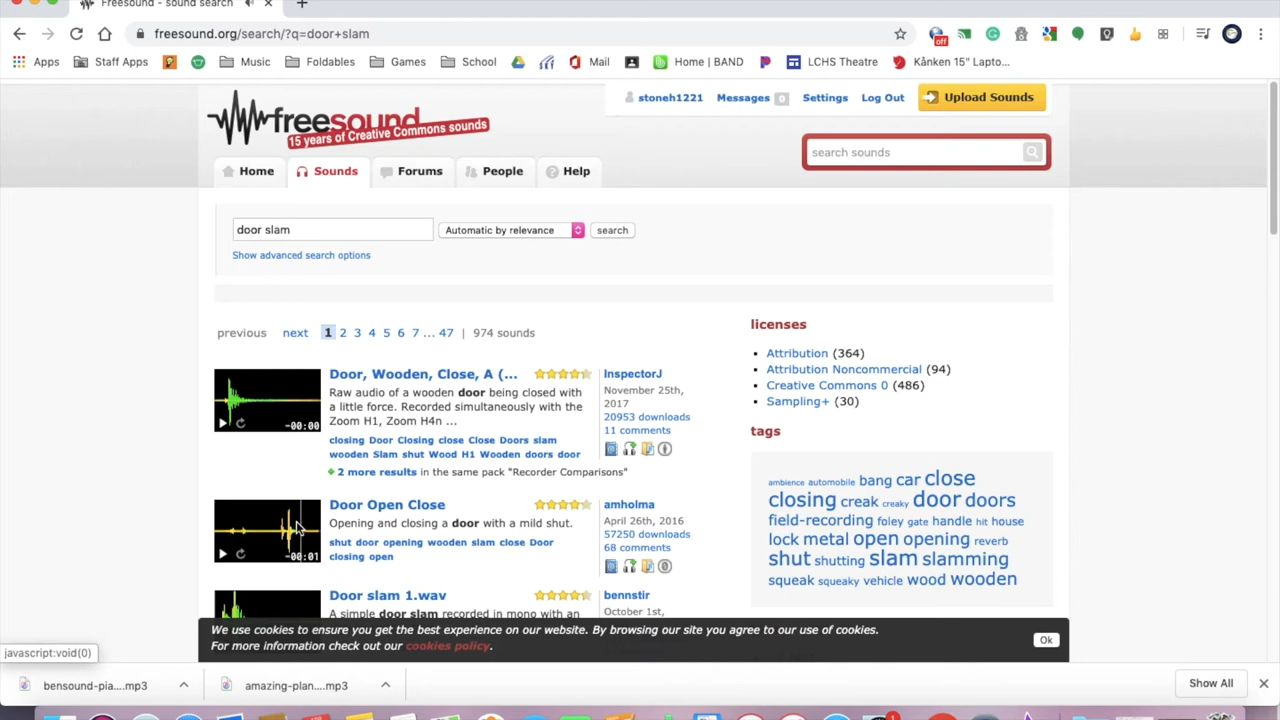 Freesound - sound search
freesound.org/search/?q=door+slam
off
Apps Staff Apps Music Foldables Games School Mail Home | BAND LCHS Theatre Kånken 15" Lapto...
stoneh1221 Messages 0 Settings Log Out Upload Sounds
freesound
15 years of Creative Commons sounds
search sounds
Home Sounds Forums People Help
door slam Automatic by relevance search
Show advanced search options
previous next 1 2 3 4 5 6 7 ... 47 | 974 sounds
Door, Wooden, Close, A (...
Raw audio of a wooden door being closed with
a little force. Recorded simultaneously with the
Zoom H1, Zoom H4n ...
closing Door Closing close Close Doors slam
wooden Slam shut Wood H1 Wooden doors door
2 more results in the same pack "Recorder Comparisons"
-00:00
InspectorJ
November 25th,
2017
20953 downloads
11 comments
Door Open Close
Opening and closing a door with a mild shut.
shut door opening wooden slam close Door
closing open
-00:01
amholma
April 26th, 2016
57250 downloads
68 comments
Door slam 1.wav
A simple door slam recorded in mono with an
bennstir
October 1st,
licenses
Attribution (364)
Attribution Noncommercial (94)
Creative Commons 0 (486)
Sampling+ (30)
tags
ambience automobile bang car close
closing creak creaky door doors
field-recording foley gate handle hit house
lock metal open opening reverb
shut shutting slam slamming
squeak squeaky vehicle wood wooden
We use cookies to ensure you get the best experience on our website. By browsing our site you agree to our use of cookies.
For more information check out our cookies policy.
Ok
javascript:void(0)
bensound-pia....mp3 amazing-plan....mp3 Show All